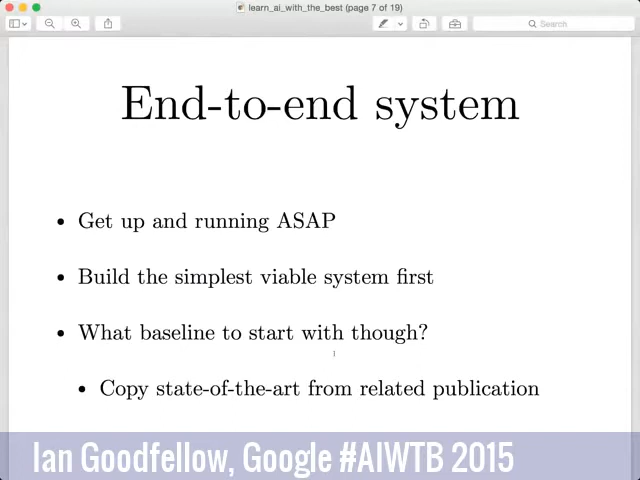 learn_ai_with_the_best (page 7 of 19)
Search
End-to-end system
• Get up and running ASAP
• Build the simplest viable system first
• What baseline to start with though?
• Copy state-of-the-art from related publication
Ian Goodfellow, Google #AIWTB 2015